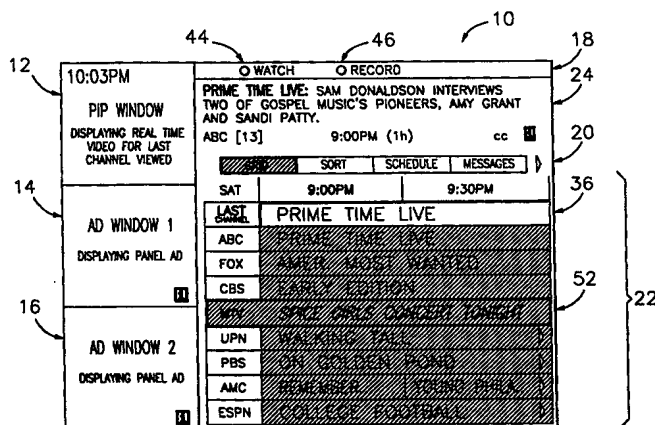 44
46
10
12
18
10:03PM
WATCH
RECORD
24
PIP WINDOW
DISPLAYING REAL TIME
VIDEO FOR LAST
CHANNEL VIEWED
PRIME TIME LIVE: SAM DONALDSON INTERVIEWS
TWO OF GOSPEL MUSIC'S PIONEERS, AMY GRANT
AND SANDI PATTY.
ABC [13] 9:00PM (1h) cc
20
GRID SORT SCHEDULE MESSAGES
14
SAT 9:00PM 9:30PM
36
AD WINDOW 1
DISPLAYING PANEL AD
LAST CHANNEL PRIME TIME LIVE
ABC PRIME TIME LIVE
FOX AMER. MOST WANTED
CBS EARLY EDITION
52
22
MTV SPICE GIRLS CONCERT TONIGHT
16
AD WINDOW 2
DISPLAYING PANEL AD
UPN WALKING TALL
PBS ON GOLDEN POND
AMC REMEMBER YOUNG PHILA.
ESPN COLLEGE FOOTBALL